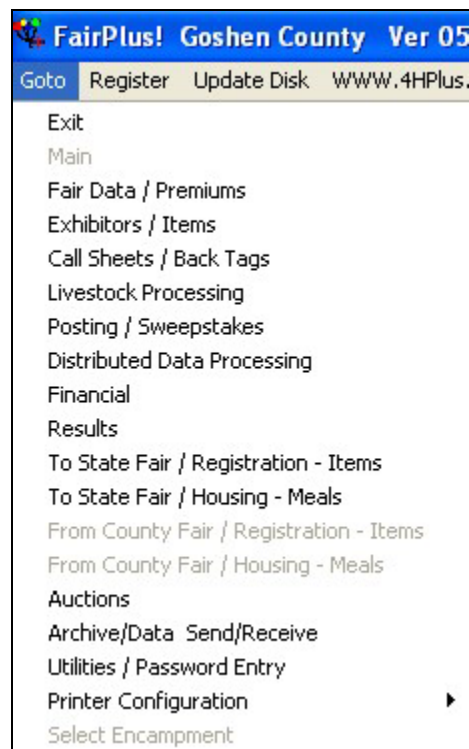 FairPlus! Goshen County Ver 05
Goto Register Update Disk WWW.4HPlus.
Exit
Main
Fair Data / Premiums
Exhibitors / Items
Call Sheets / Back Tags
Livestock Processing
Posting / Sweepstakes
Distributed Data Processing
Financial
Results
To State Fair / Registration - Items
To State Fair / Housing - Meals
From County Fair / Registration - Items
From County Fair / Housing - Meals
Auctions
Archive/Data Send/Receive
Utilities / Password Entry
Printer Configuration
Select Encampment